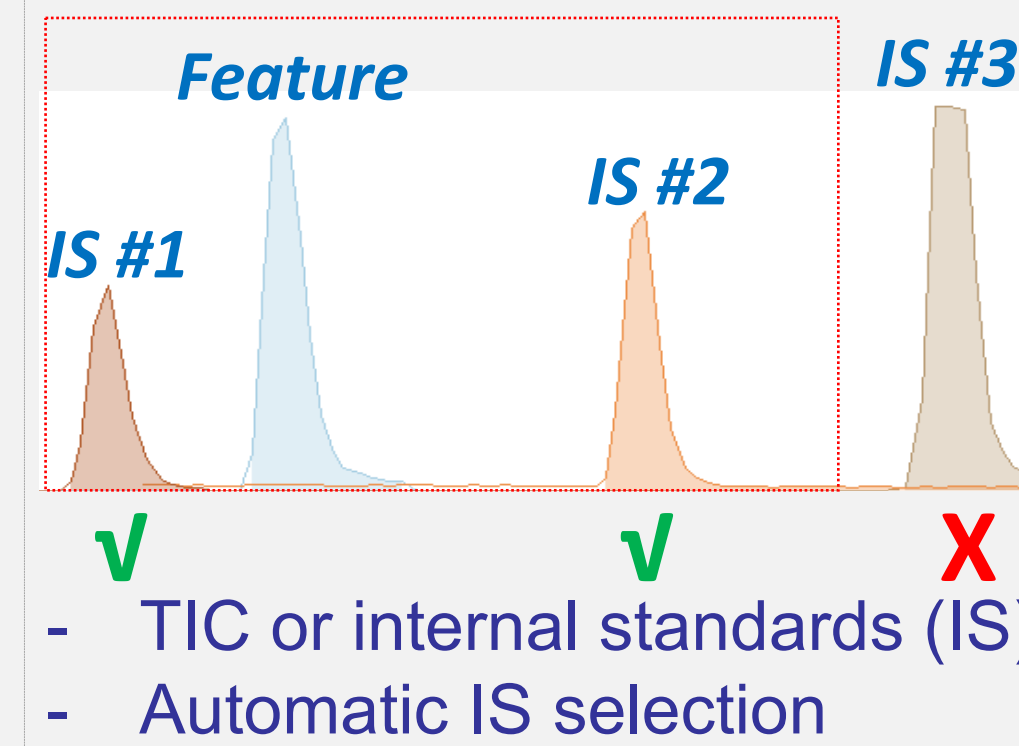 IS #3
Feature
IS #2
IS #1
√ √ X
- TIC or internal standards (IS)
- Automatic IS selection